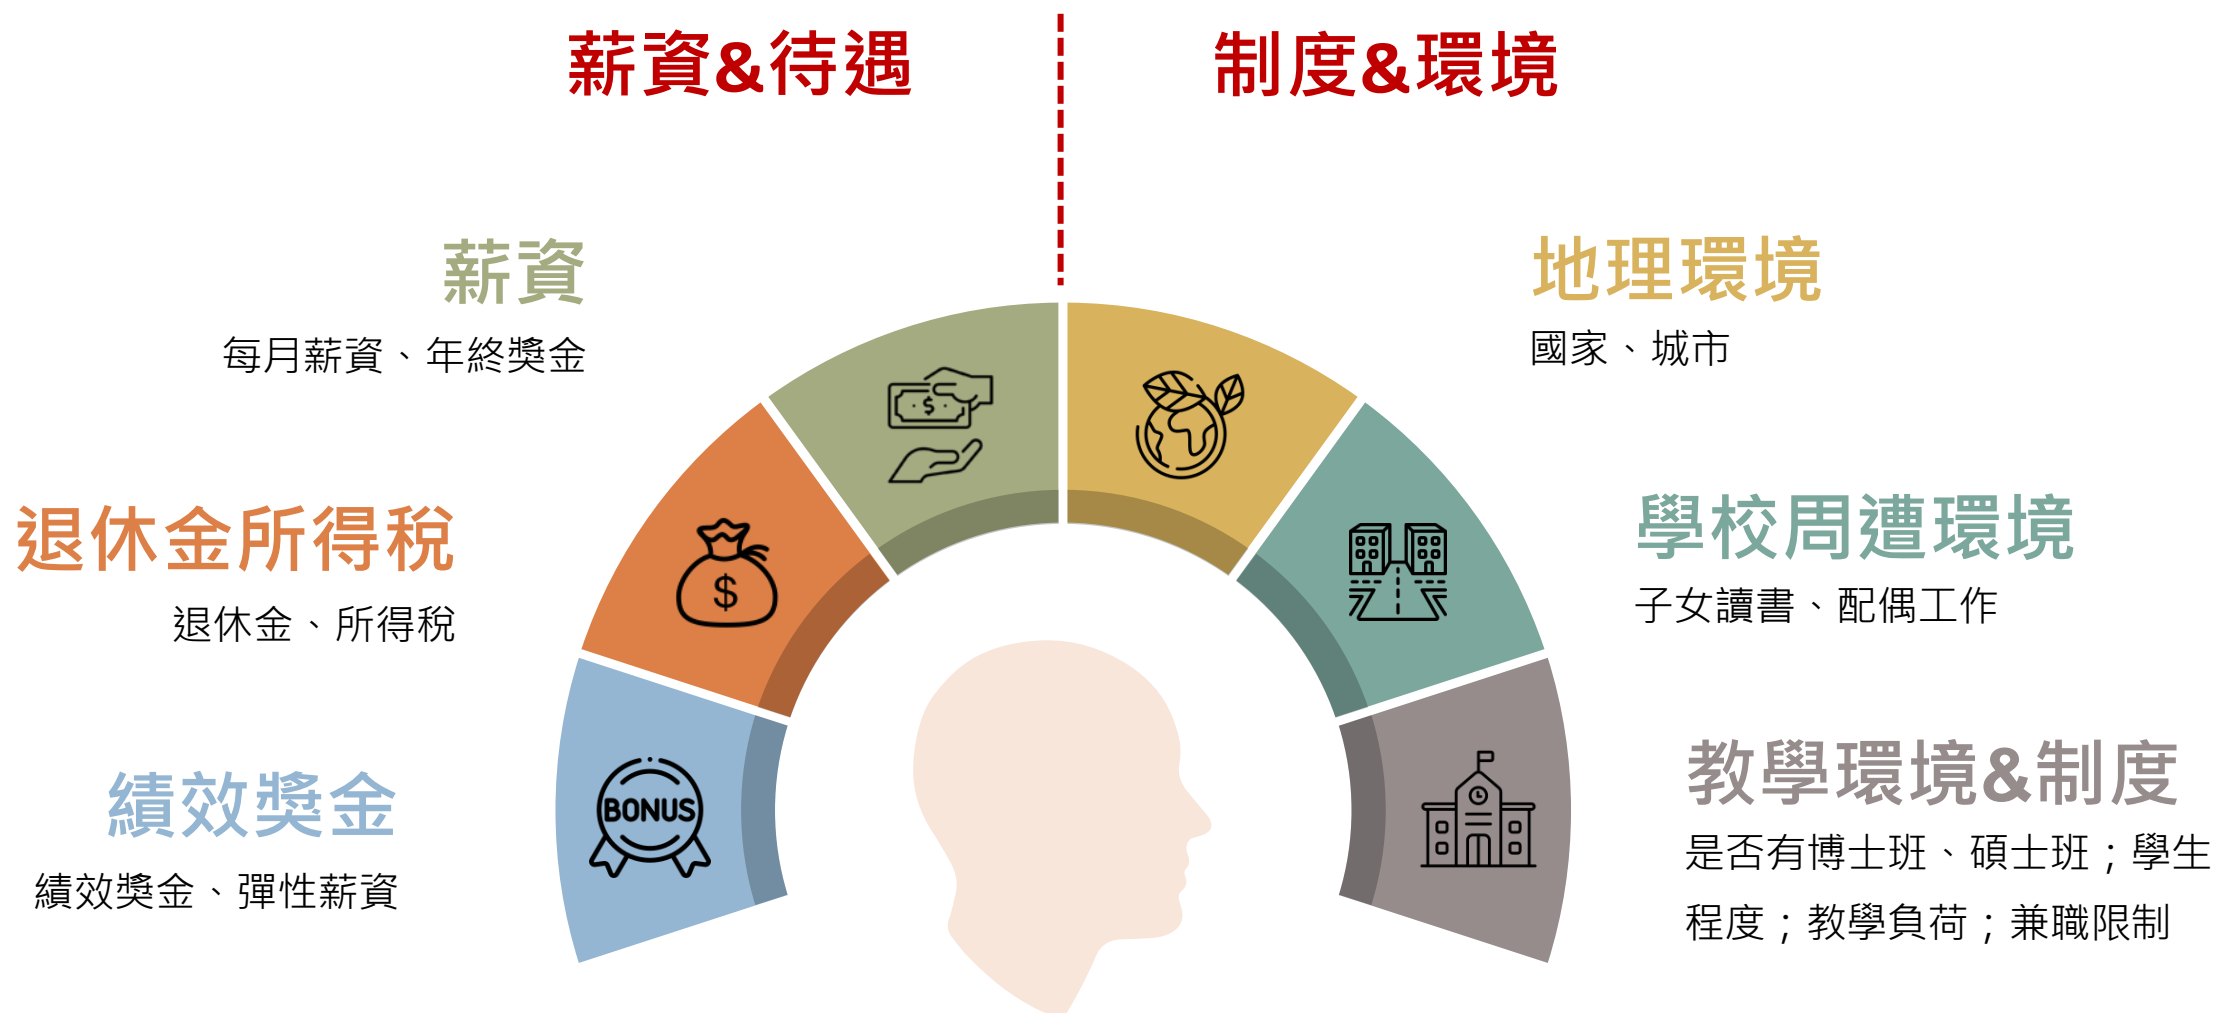 薪資&待遇
制度&環境
薪資
每月薪資、年終獎金
退休金所得稅
退休金、所得稅
績效獎金
績效獎金、彈性薪資
地理環境
國家、城市
學校周遭環境
子女讀書、配偶工作
教學環境&制度
是否有博士班、碩士班；學生
程度；教學負荷；兼職限制
$
$
BONUS